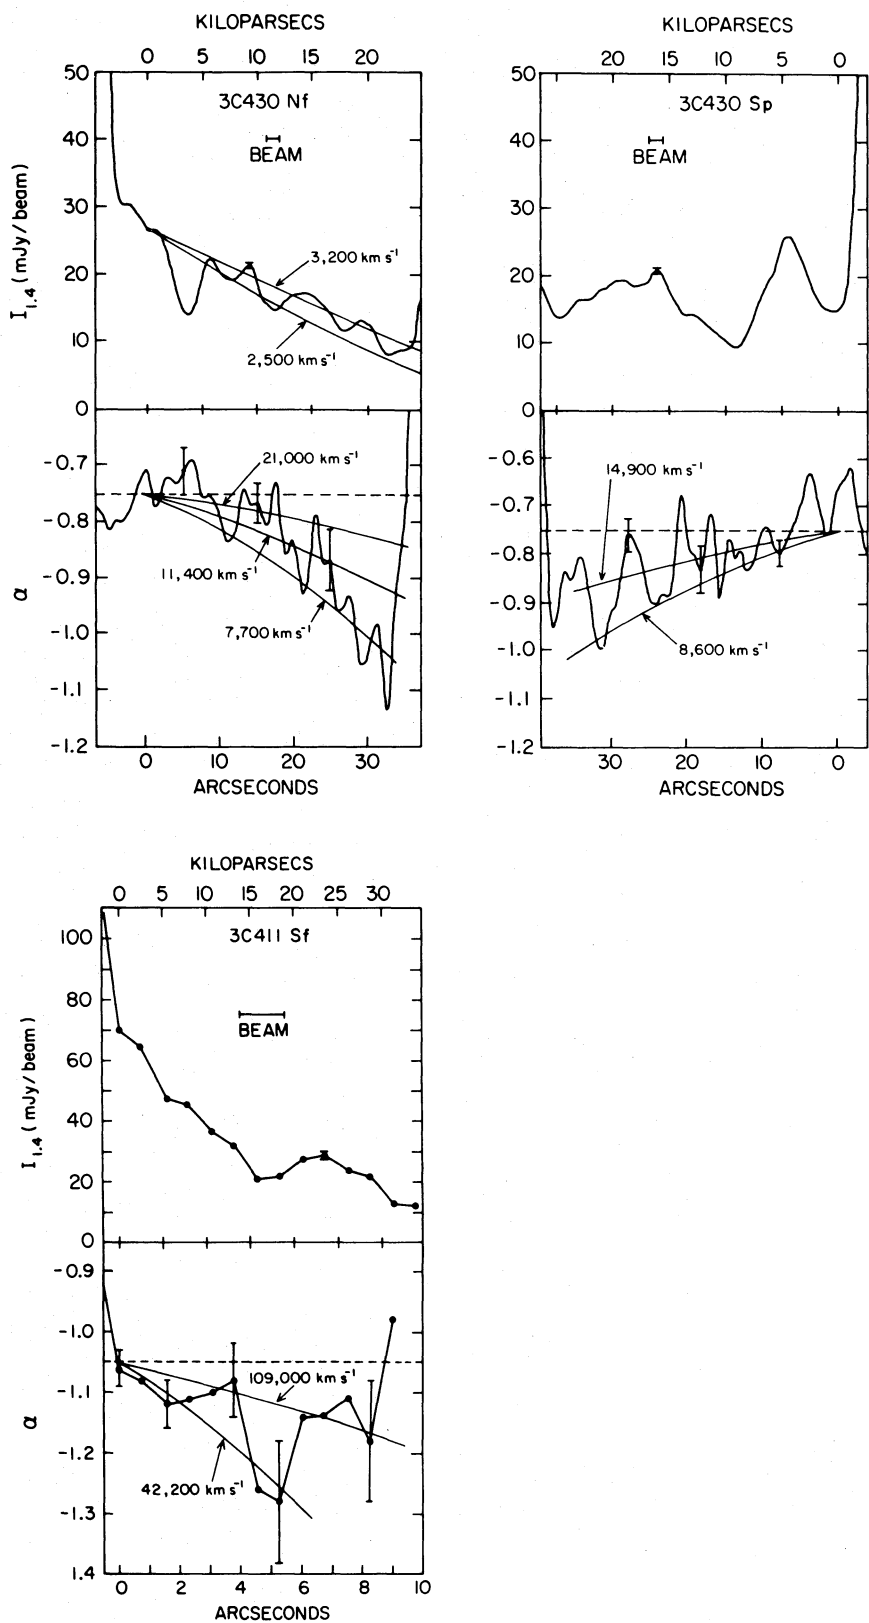 KILOPARSECS
0 5 10 15 20
3C430 Nf
BEAM
50
40
30
20
10
0
I1.4 (mJy/beam)
3,200 km s⁻¹
2,500 km s⁻¹
-0.7
-0.8
-0.9
-1.0
-1.1
-1.2
α
21,000 km s⁻¹
11,400 km s⁻¹
7,700 km s⁻¹
0 10 20 30
ARCSECONDS
KILOPARSECS
20 15 10 5 0
3C430 Sp
BEAM
50
40
30
20
10
0
-0.6
-0.7
-0.8
-0.9
-1.0
-1.1
-1.2
14,900 km s⁻¹
8,600 km s⁻¹
30 20 10 0
ARCSECONDS
KILOPARSECS
0 5 10 15 20 25 30
3C411 Sf
BEAM
100
80
60
40
20
0
I1.4 (mJy/beam)
-0.9
-1.0
-1.1
-1.2
-1.3
1.4
α
109,000 km s⁻¹
42,200 km s⁻¹
0 2 4 6 8 10
ARCSECONDS